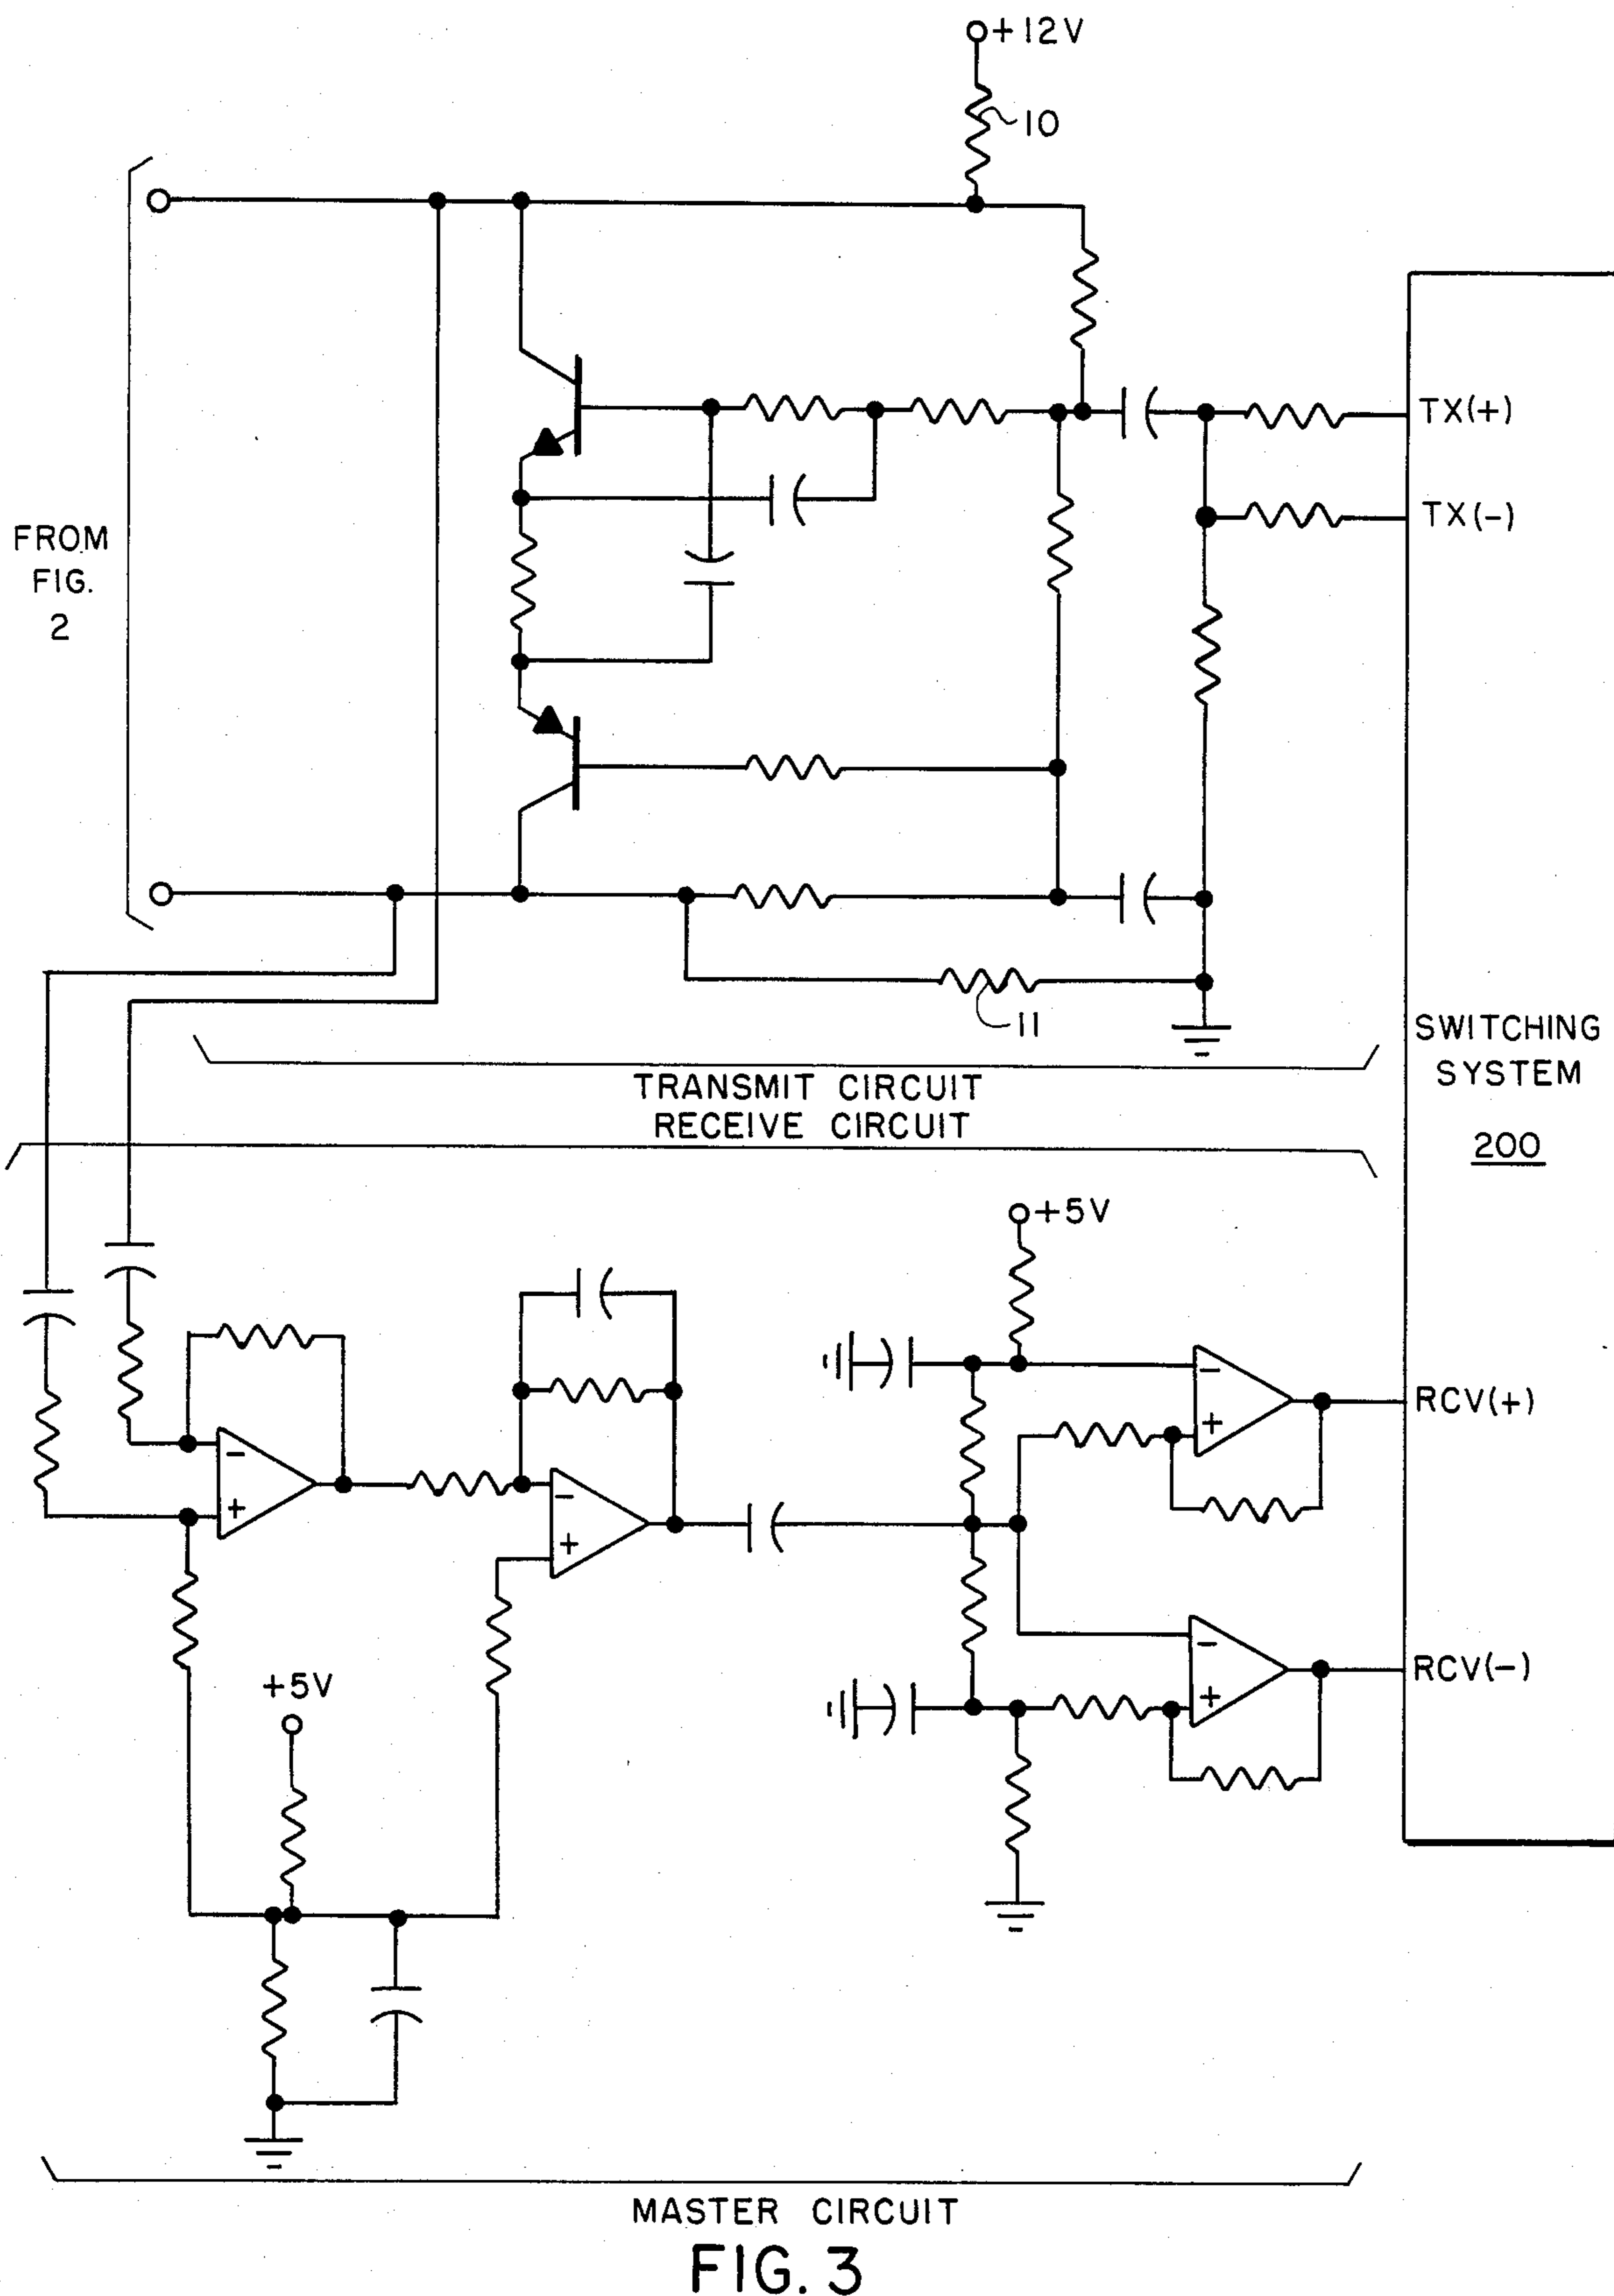 +12V
10
TX(+)
TX(-)
FROM
FIG.
2
11
SWITCHING
SYSTEM
200
TRANSMIT CIRCUIT
RECEIVE CIRCUIT
+5V
-
+
RCV(+)
-
+
-
+
-
+
RCV(-)
+5V
MASTER CIRCUIT
FIG. 3